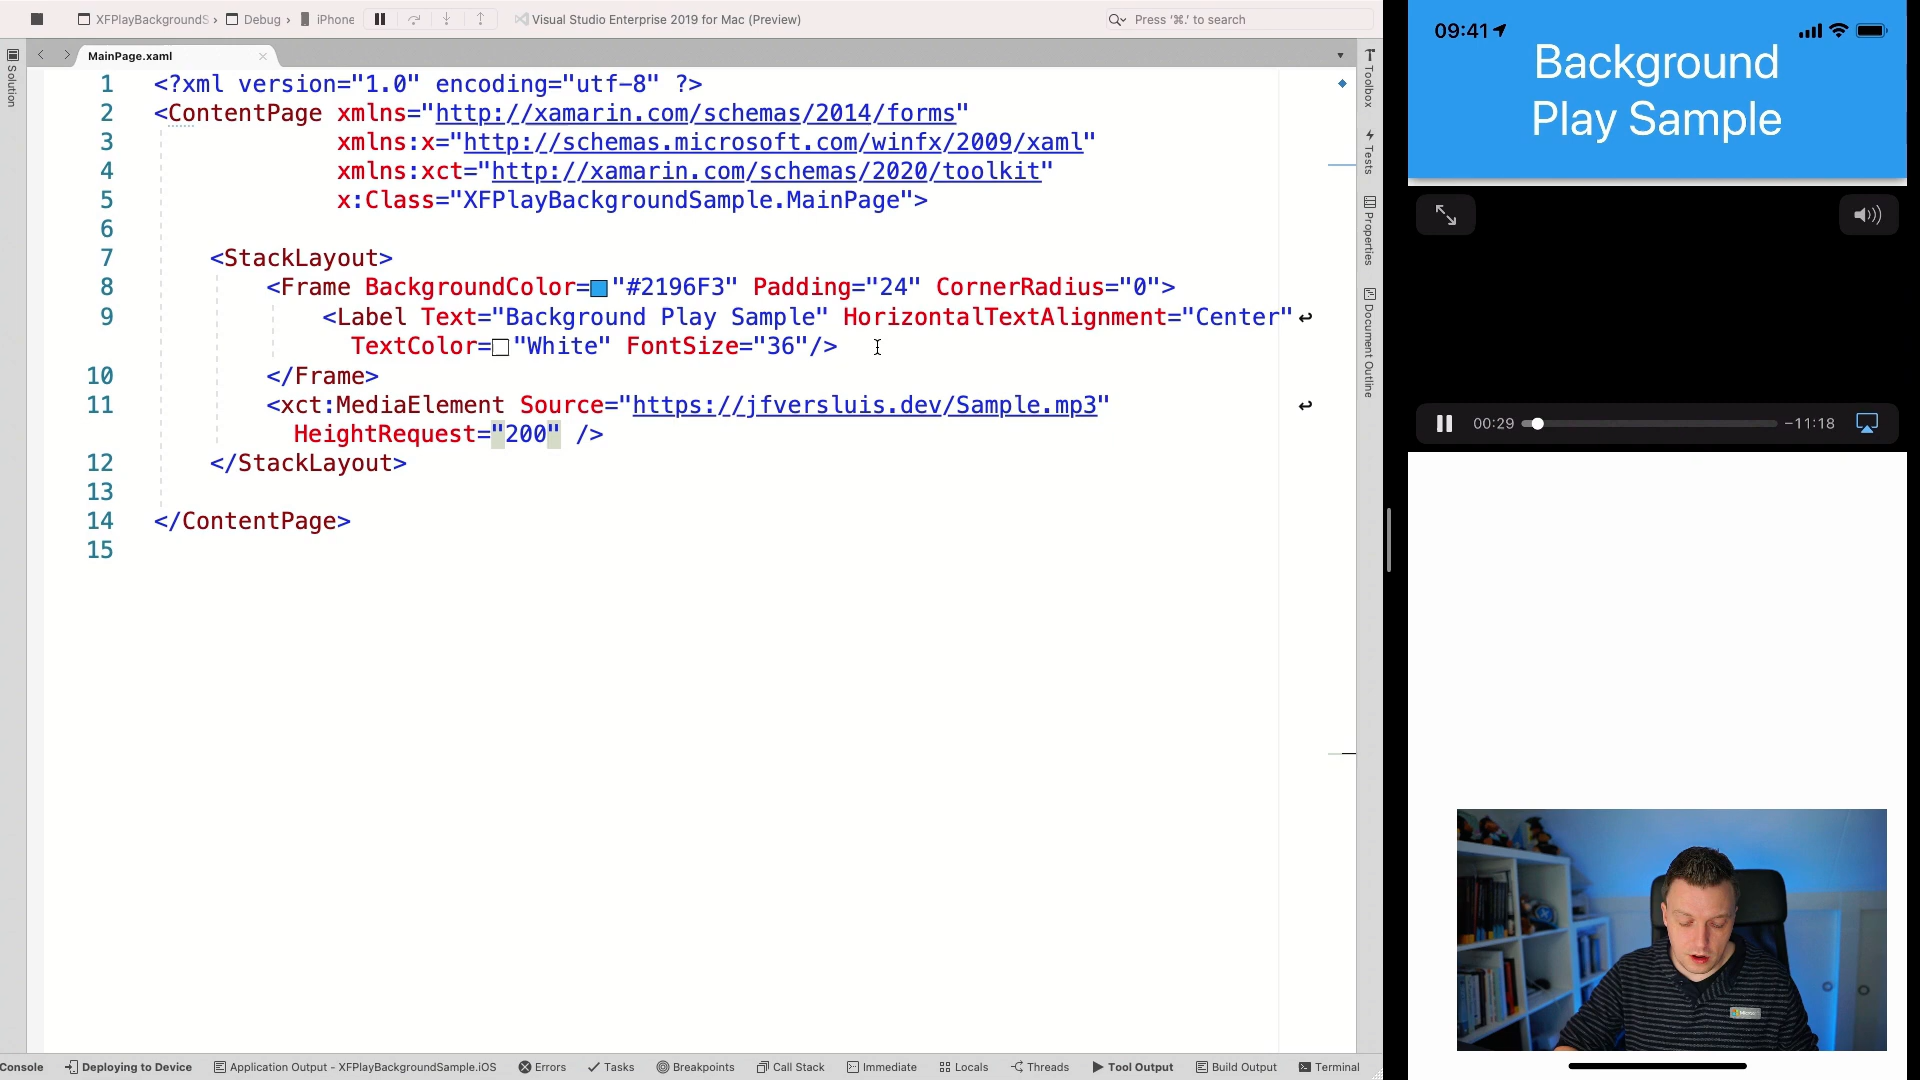 XFPlayBackgroundS › Debug › iPhone
Visual Studio Enterprise 2019 for Mac (Preview)
Press '⌘.' to search
Solution
MainPage.xaml
1 <?xml version="1.0" encoding="utf-8" ?>
2 <ContentPage xmlns="http://xamarin.com/schemas/2014/forms"
3 xmlns:x="http://schemas.microsoft.com/winfx/2009/xaml"
4 xmlns:xct="http://xamarin.com/schemas/2020/toolkit"
5 x:Class="XFPlayBackgroundSample.MainPage">
6
7 <StackLayout>
8 <Frame BackgroundColor="#2196F3" Padding="24" CornerRadius="0">
9 <Label Text="Background Play Sample" HorizontalTextAlignment="Center"
TextColor="White" FontSize="36"/>
10 </Frame>
11 <xct:MediaElement Source="https://jfversluis.dev/Sample.mp3"
HeightRequest="200" />
12 </StackLayout>
13
14 </ContentPage>
15
Toolbox
Tests
Properties
Document Outline
Console
Deploying to Device
Application Output - XFPlayBackgroundSample.iOS
Errors
Tasks
Breakpoints
Call Stack
Immediate
Locals
Threads
Tool Output
Build Output
Terminal
09:41
Background
Play Sample
00:29
−11:18